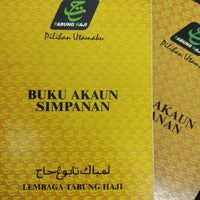 TABUNG HAJI
Pilihan Utamaku
BUKU AKAUN
SIMPANAN
لمباݢ تابوڠ حاج
LEMBAGA TABUNG HAJI
TABUNG HAJI
Pilihan
BUKU AKAUN
SIMPANAN